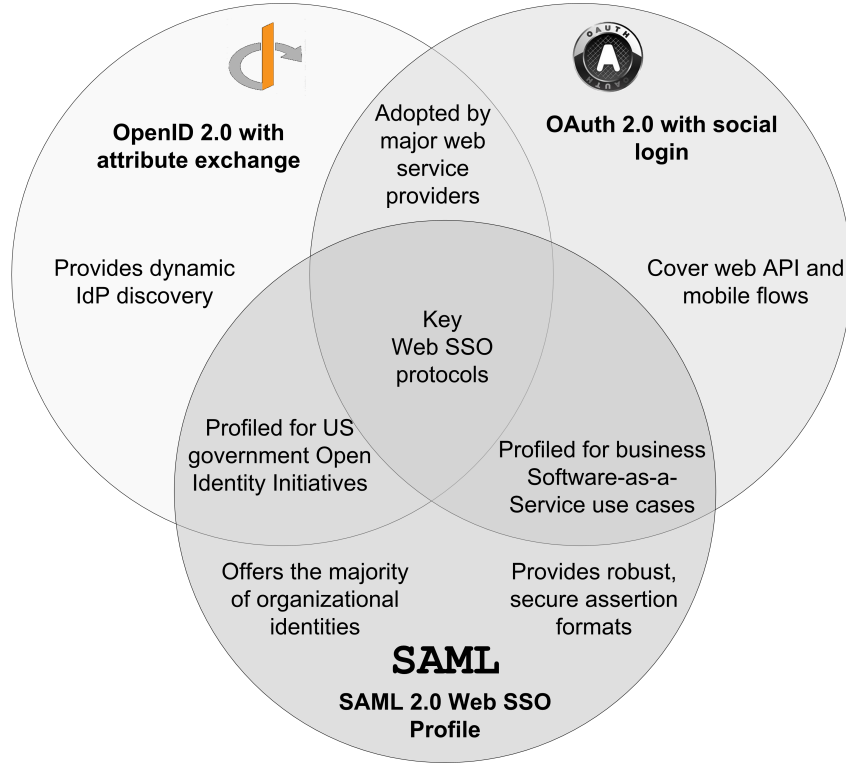 OAUTH
A
OAUTH
OpenID 2.0 with
attribute exchange
Adopted by
major web
service
providers
OAuth 2.0 with social
login
Provides dynamic
IdP discovery
Cover web API and
mobile flows
Key
Web SSO
protocols
Profiled for US
government Open
Identity Initiatives
Profiled for business
Software-as-a-
Service use cases
Offers the majority
of organizational
identities
Provides robust,
secure assertion
formats
SAML
SAML 2.0 Web SSO
Profile